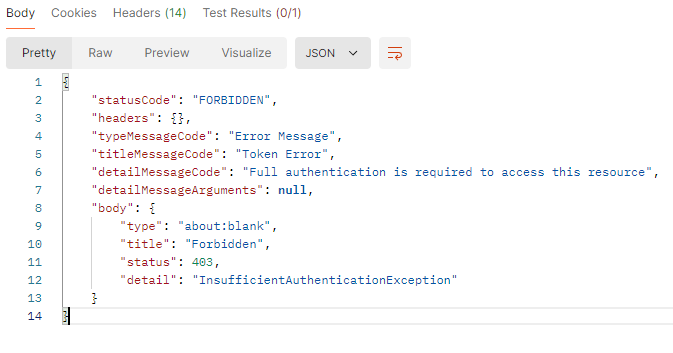 Body Cookies Headers (14) Test Results (0/1)
Pretty Raw Preview Visualize JSON
1 {
2 "statusCode": "FORBIDDEN",
3 "headers": {},
4 "typeMessageCode": "Error Message",
5 "titleMessageCode": "Token Error",
6 "detailMessageCode": "Full authentication is required to access this resource",
7 "detailMessageArguments": null,
8 "body": {
9 "type": "about:blank",
10 "title": "Forbidden",
11 "status": 403,
12 "detail": "InsufficientAuthenticationException"
13 }
14 }